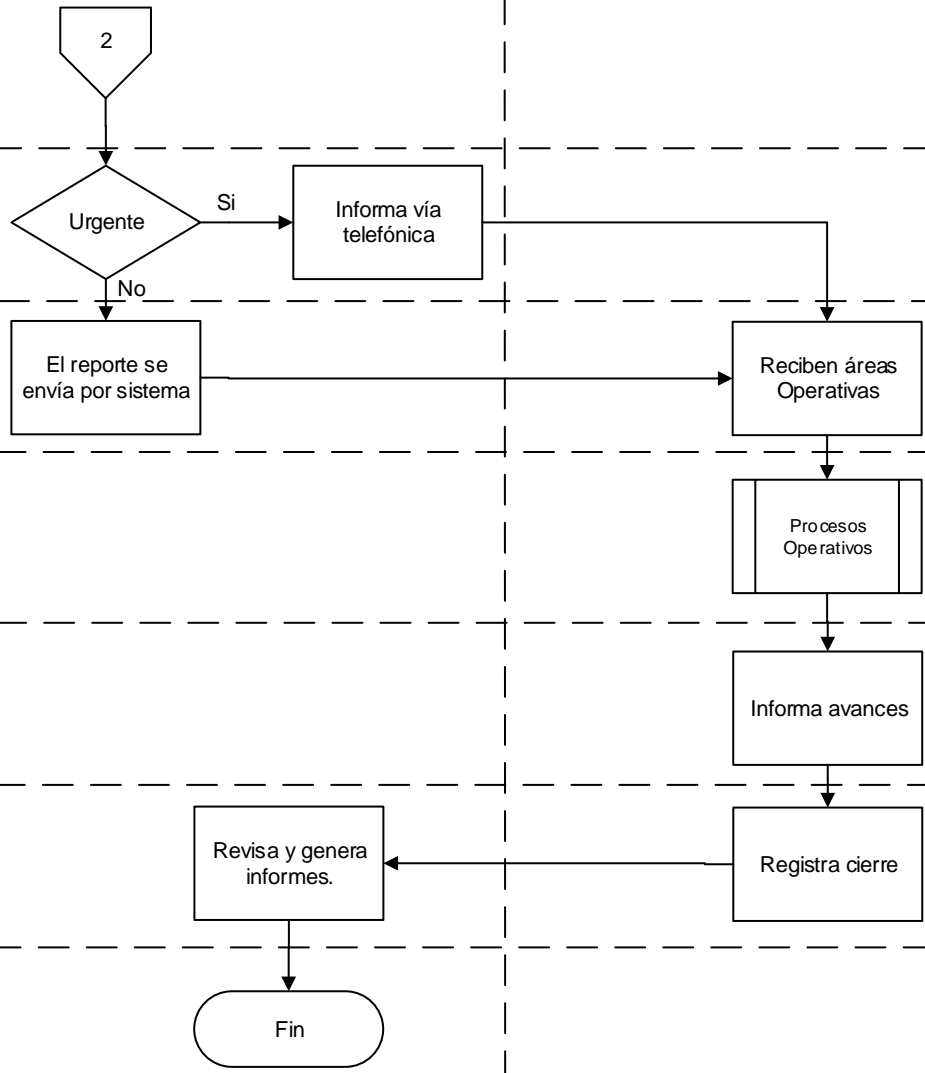 2
Urgente
Si
Informa vía
telefónica
No
El reporte se
envía por sistema
Reciben áreas
Operativas
Procesos
Operativos
Informa avances
Revisa y genera
informes.
Registra cierre
Fin